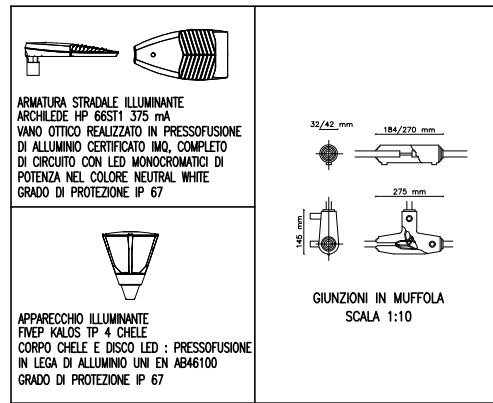 ARMATURA STRADALE ILLUMINANTE
ARCHILEDE HP 66ST1 375 mA
VANO OTTICO REALIZZATO IN PRESSOFUSIONE
DI ALLUMINIO CERTIFICATO IMQ, COMPLETO
DI CIRCUITO CON LED MONOCROMATICI DI
POTENZA NEL COLORE NEUTRAL WHITE
GRADO DI PROTEZIONE IP 67
APPARECCHIO ILLUMINANTE
FIVEP KALOS TP 4 CHELE
CORPO CHELE E DISCO LED : PRESSOFUSIONE
IN LEGA DI ALLUMINIO UNI EN AB46100
GRADO DI PROTEZIONE IP 67
32/42 mm
184/270 mm
275 mm
145 mm
GIUNZIONI IN MUFFOLA
SCALA 1:10